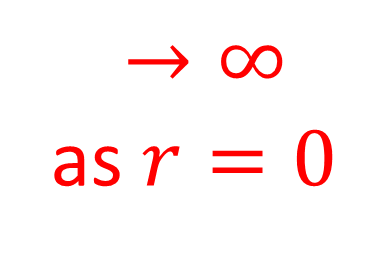 → ∞
as r = 0